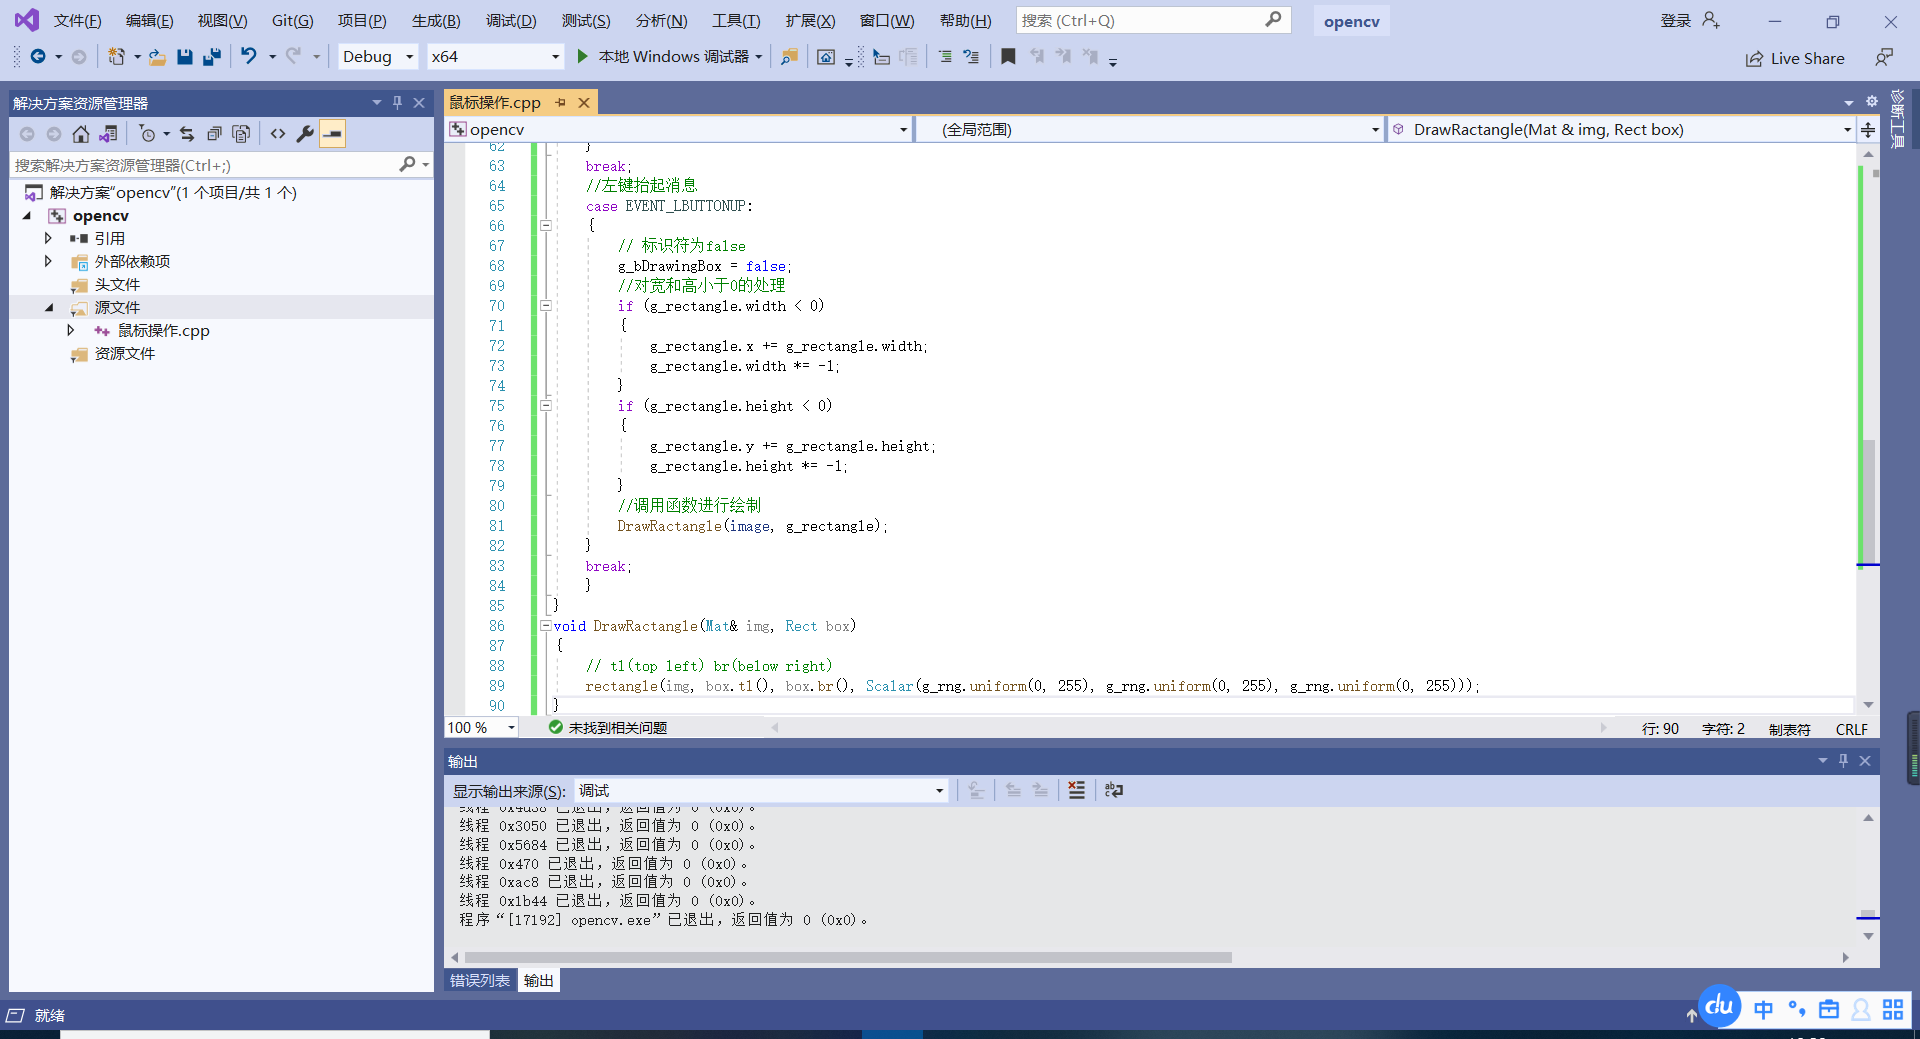 文件(F) 编辑(E) 视图(V) Git(G) 项目(P) 生成(B) 调试(D) 测试(S) 分析(N) 工具(T) 扩展(X) 窗口(W) 帮助(H) 搜索 (Ctrl+Q) opencv 登录
Debug x64 本地 Windows 调试器 Live Share
解决方案资源管理器
搜索解决方案资源管理器(Ctrl+;)
解决方案"opencv"(1 个项目/共 1 个)
opencv
引用
外部依赖项
头文件
源文件
鼠标操作.cpp
资源文件
鼠标操作.cpp
opencv (全局范围) DrawRactangle(Mat & img, Rect box)
62 }
63 break;
64 //左键抬起消息
65 case EVENT_LBUTTONUP:
66 {
67 // 标识符为false
68 g_bDrawingBox = false;
69 //对宽和高小于0的处理
70 if (g_rectangle.width < 0)
71 {
72 g_rectangle.x += g_rectangle.width;
73 g_rectangle.width *= -1;
74 }
75 if (g_rectangle.height < 0)
76 {
77 g_rectangle.y += g_rectangle.height;
78 g_rectangle.height *= -1;
79 }
80 //调用函数进行绘制
81 DrawRactangle(image, g_rectangle);
82 }
83 break;
84 }
85 }
86 void DrawRactangle(Mat& img, Rect box)
87 {
88 // tl(top left) br(below right)
89 rectangle(img, box.tl(), box.br(), Scalar(g_rng.uniform(0, 255), g_rng.uniform(0, 255), g_rng.uniform(0, 255)));
90 }
100 % 未找到相关问题 行: 90 字符: 2 制表符 CRLF
诊断工具
输出
显示输出来源(S): 调试
线程 0x4d38 已退出，返回值为 0 (0x0)。
线程 0x3050 已退出，返回值为 0 (0x0)。
线程 0x5684 已退出，返回值为 0 (0x0)。
线程 0x470 已退出，返回值为 0 (0x0)。
线程 0xac8 已退出，返回值为 0 (0x0)。
线程 0x1b44 已退出，返回值为 0 (0x0)。
程序“[17192] opencv.exe”已退出，返回值为 0 (0x0)。
错误列表 输出
就绪
du 中